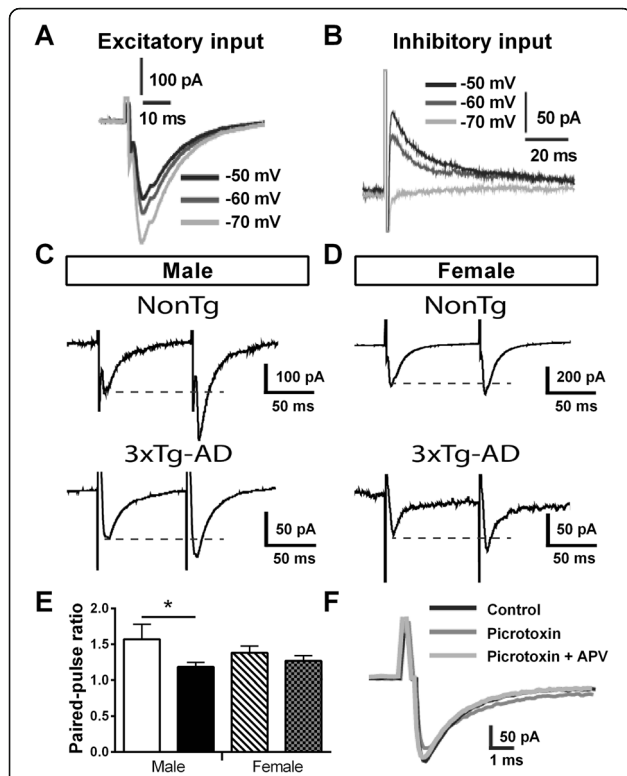 A
Excitatory input
100 pA
10 ms
-50 mV
-60 mV
-70 mV
B
Inhibitory input
-50 mV
-60 mV
-70 mV
50 pA
20 ms
C
Male
NonTg
100 pA
50 ms
3xTg-AD
50 pA
50 ms
D
Female
NonTg
200 pA
50 ms
3xTg-AD
50 pA
50 ms
E
Paired-pulse ratio
2.0
1.5
1.0
0.5
0.0
*
Male
Female
F
Control
Picrotoxin
Picrotoxin + APV
50 pA
1 ms